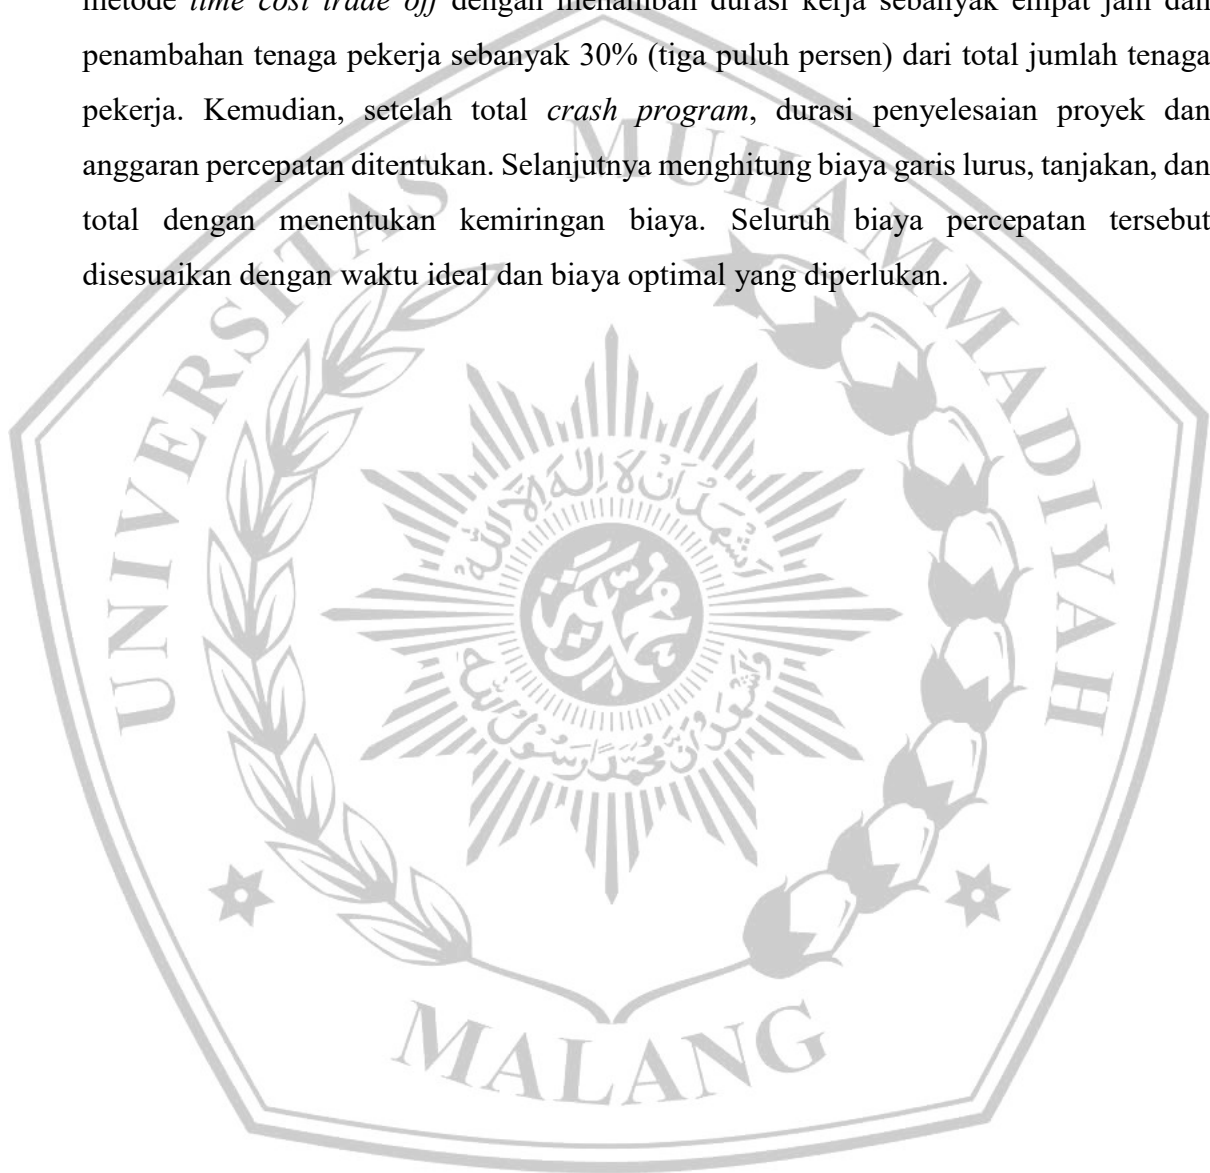 metode time cost trade off dengan menambah durasi kerja sebanyak empat jam dan
penambahan tenaga pekerja sebanyak 30% (tiga puluh persen) dari total jumlah tenaga
pekerja. Kemudian, setelah total crash program, durasi penyelesaian proyek dan
anggaran percepatan ditentukan. Selanjutnya menghitung biaya garis lurus, tanjakan, dan
total dengan menentukan kemiringan biaya. Seluruh biaya percepatan tersebut
disesuaikan dengan waktu ideal dan biaya optimal yang diperlukan.
UNIVERSITAS MUHAMMADIYAH
MALANG